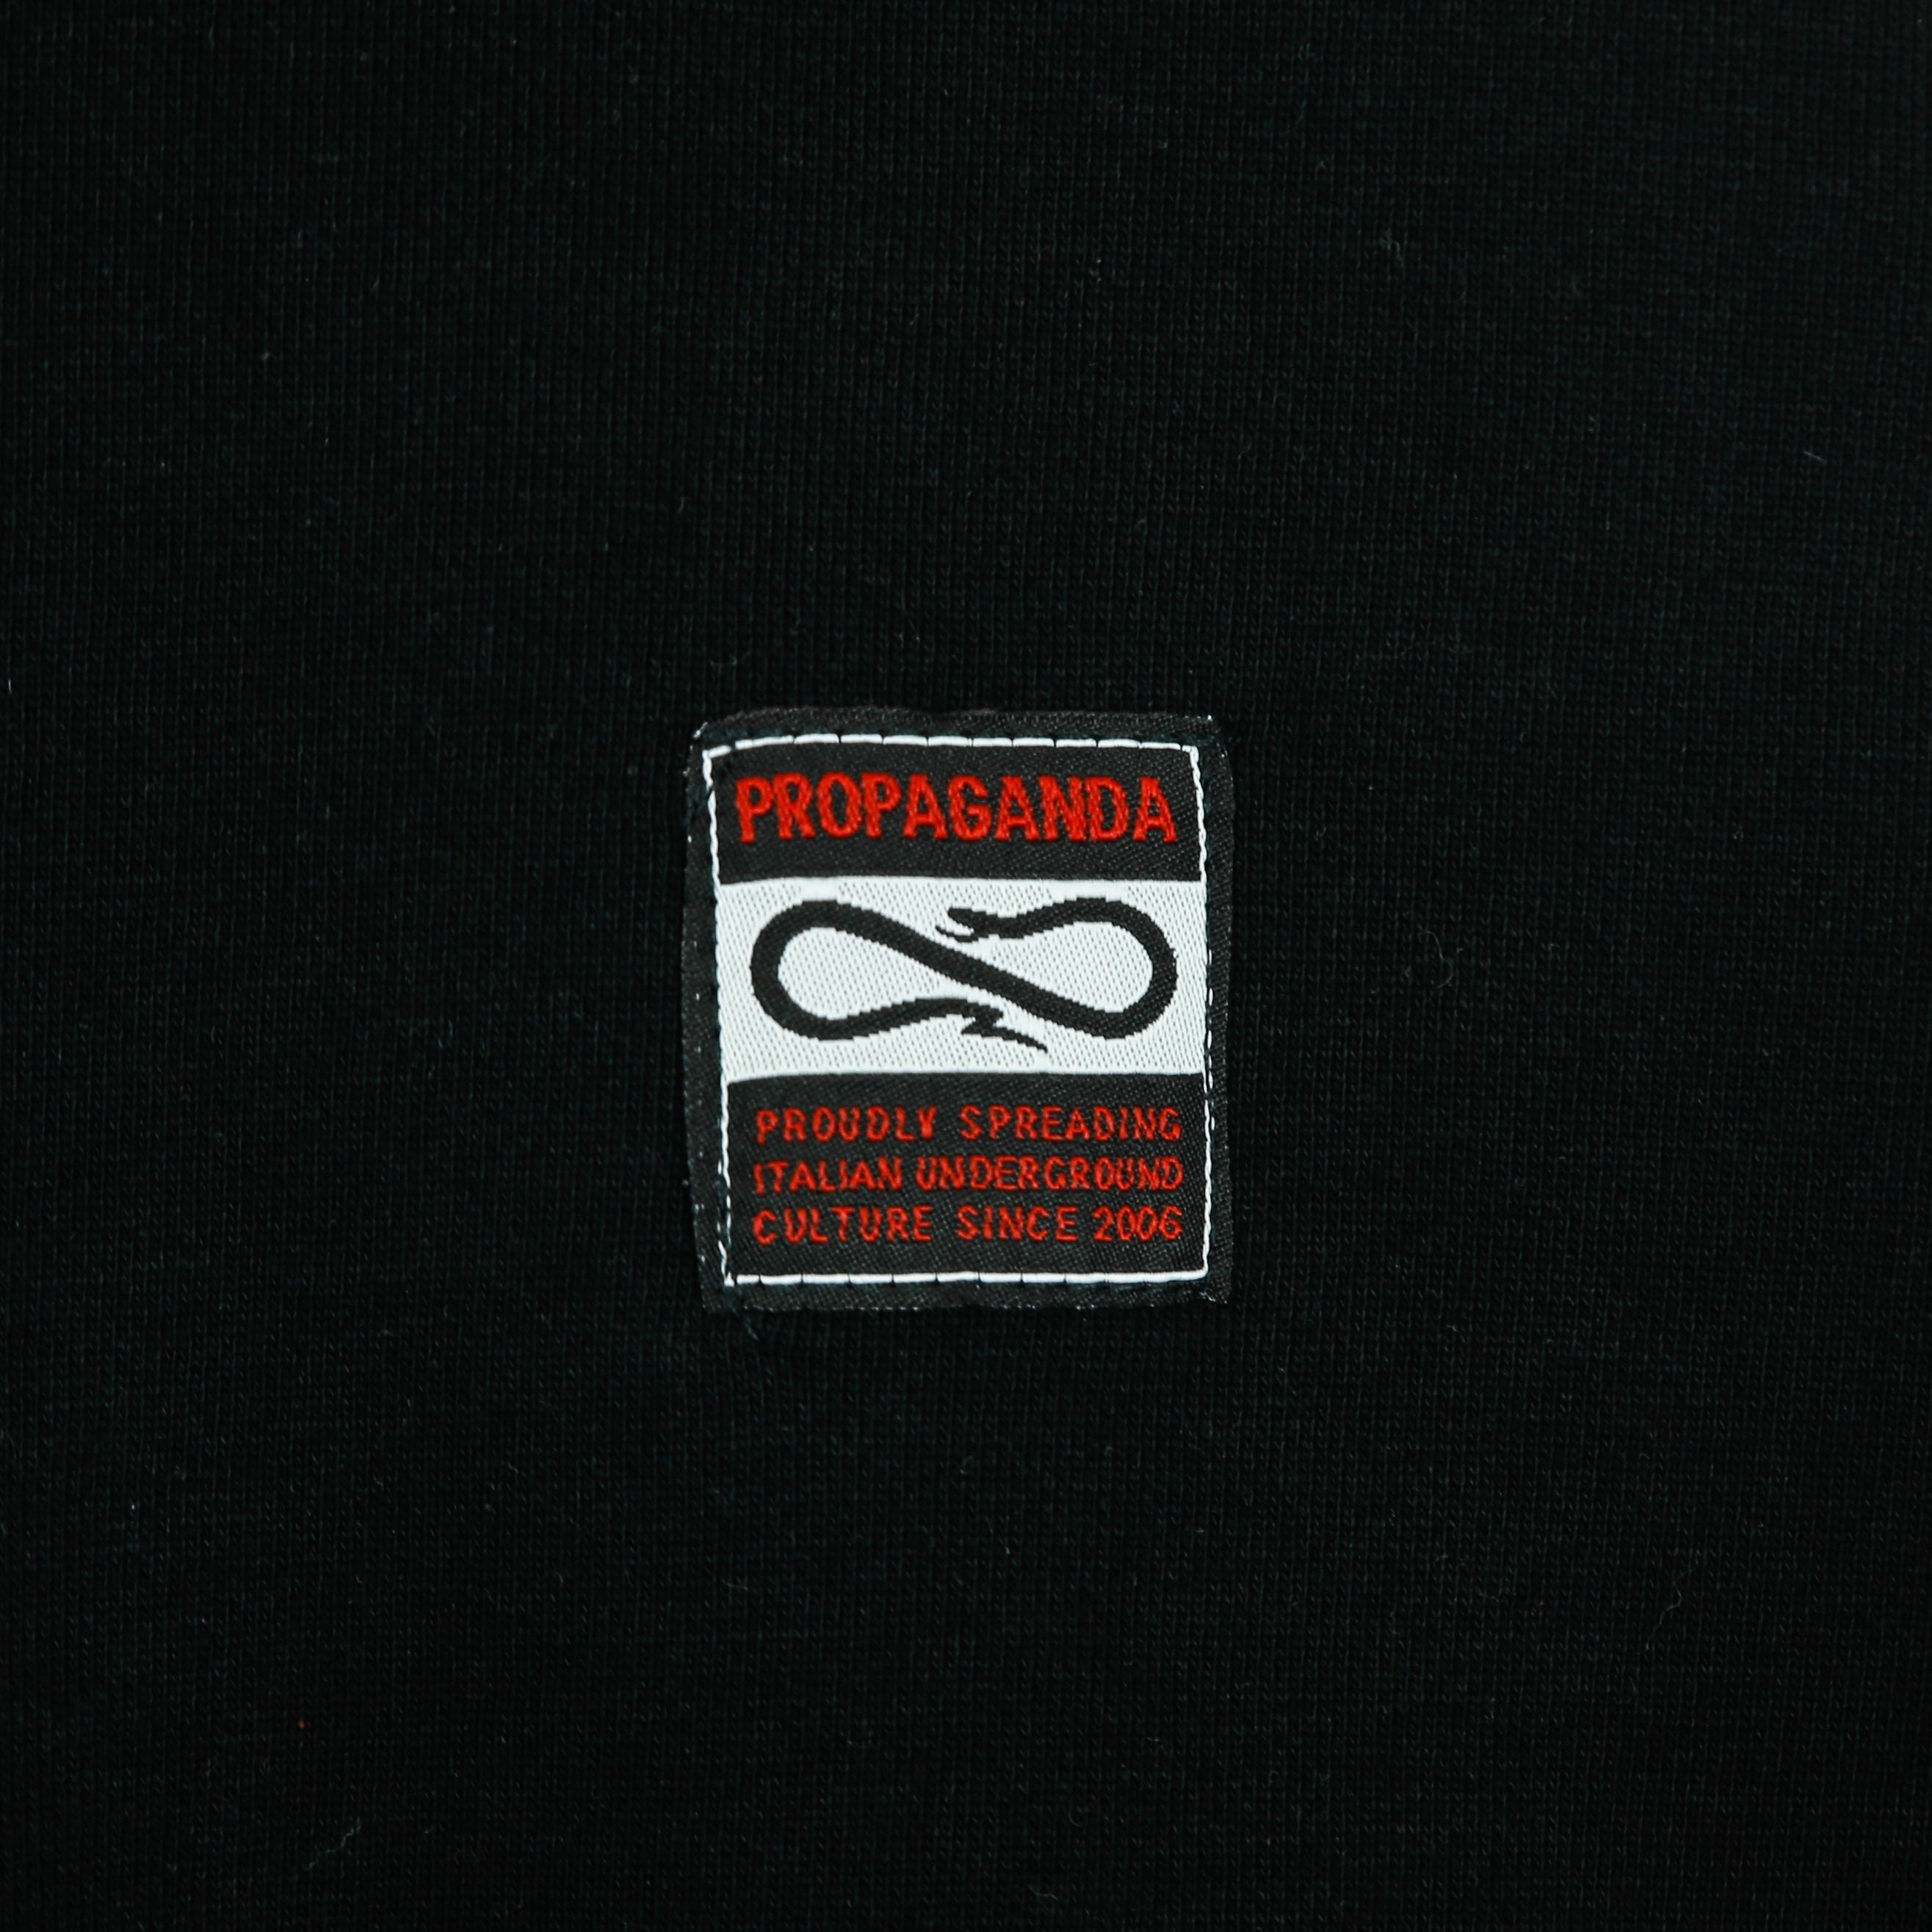 PROPAGANDA
PROUDLY SPREADING
ITALIAN UNDERGROUND
CULTURE SINCE 2006